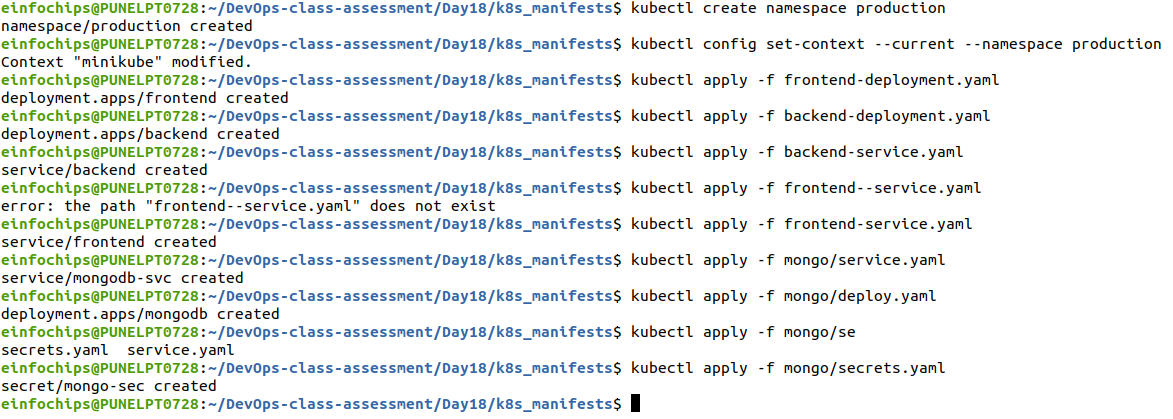 einfochips@PUNELPT0728:~/DevOps-class-assessment/Day18/k8s_manifests$ kubectl create namespace production
namespace/production created
einfochips@PUNELPT0728:~/DevOps-class-assessment/Day18/k8s_manifests$ kubectl config set-context --current --namespace production
Context "minikube" modified.
einfochips@PUNELPT0728:~/DevOps-class-assessment/Day18/k8s_manifests$ kubectl apply -f frontend-deployment.yaml
deployment.apps/frontend created
einfochips@PUNELPT0728:~/DevOps-class-assessment/Day18/k8s_manifests$ kubectl apply -f backend-deployment.yaml
deployment.apps/backend created
einfochips@PUNELPT0728:~/DevOps-class-assessment/Day18/k8s_manifests$ kubectl apply -f backend-service.yaml
service/backend created
einfochips@PUNELPT0728:~/DevOps-class-assessment/Day18/k8s_manifests$ kubectl apply -f frontend--service.yaml
error: the path "frontend--service.yaml" does not exist
einfochips@PUNELPT0728:~/DevOps-class-assessment/Day18/k8s_manifests$ kubectl apply -f frontend-service.yaml
service/frontend created
einfochips@PUNELPT0728:~/DevOps-class-assessment/Day18/k8s_manifests$ kubectl apply -f mongo/service.yaml
service/mongodb-svc created
einfochips@PUNELPT0728:~/DevOps-class-assessment/Day18/k8s_manifests$ kubectl apply -f mongo/deploy.yaml
deployment.apps/mongodb created
einfochips@PUNELPT0728:~/DevOps-class-assessment/Day18/k8s_manifests$ kubectl apply -f mongo/se
secrets.yaml  service.yaml
einfochips@PUNELPT0728:~/DevOps-class-assessment/Day18/k8s_manifests$ kubectl apply -f mongo/secrets.yaml
secret/mongo-sec created
einfochips@PUNELPT0728:~/DevOps-class-assessment/Day18/k8s_manifests$